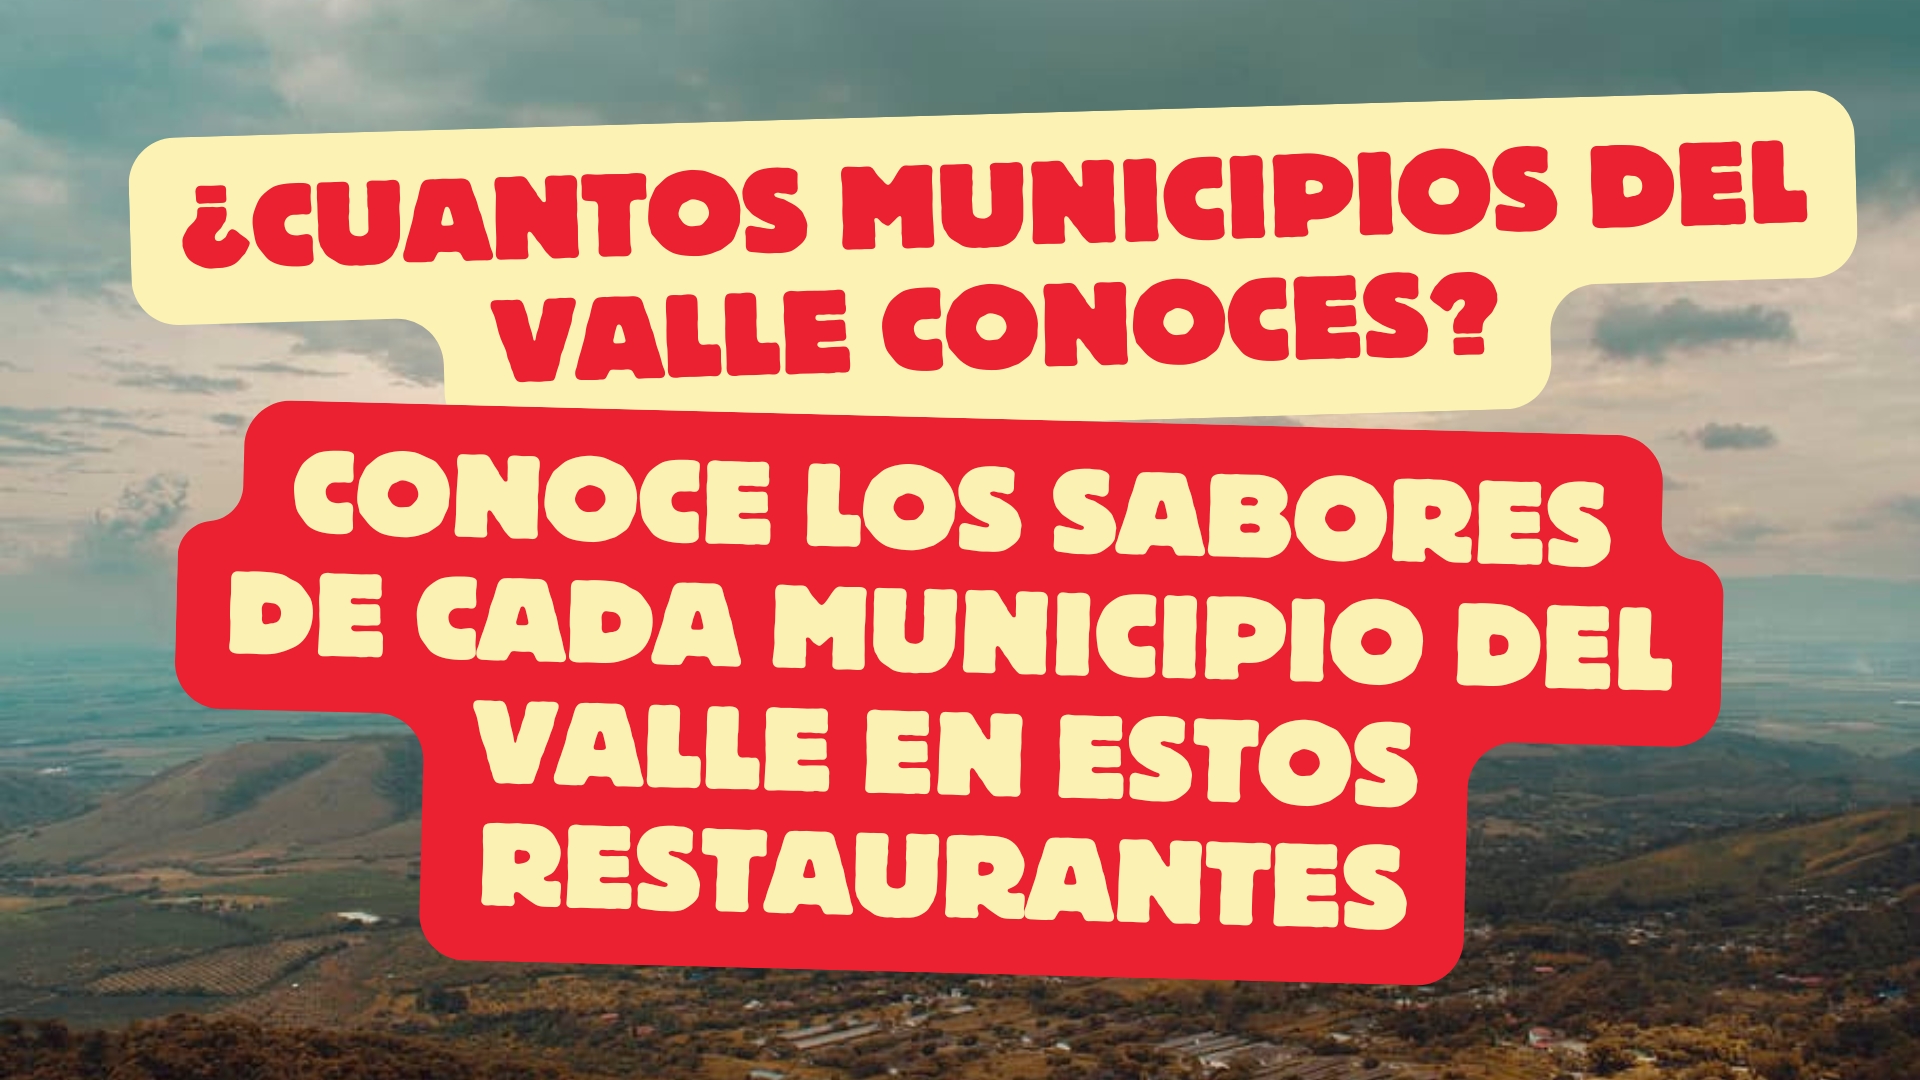 ¿CUANTOS MUNICIPIOS DEL
VALLE CONOCES?
CONOCE LOS SABORES
DE CADA MUNICIPIO DEL
VALLE EN ESTOS
RESTAURANTES